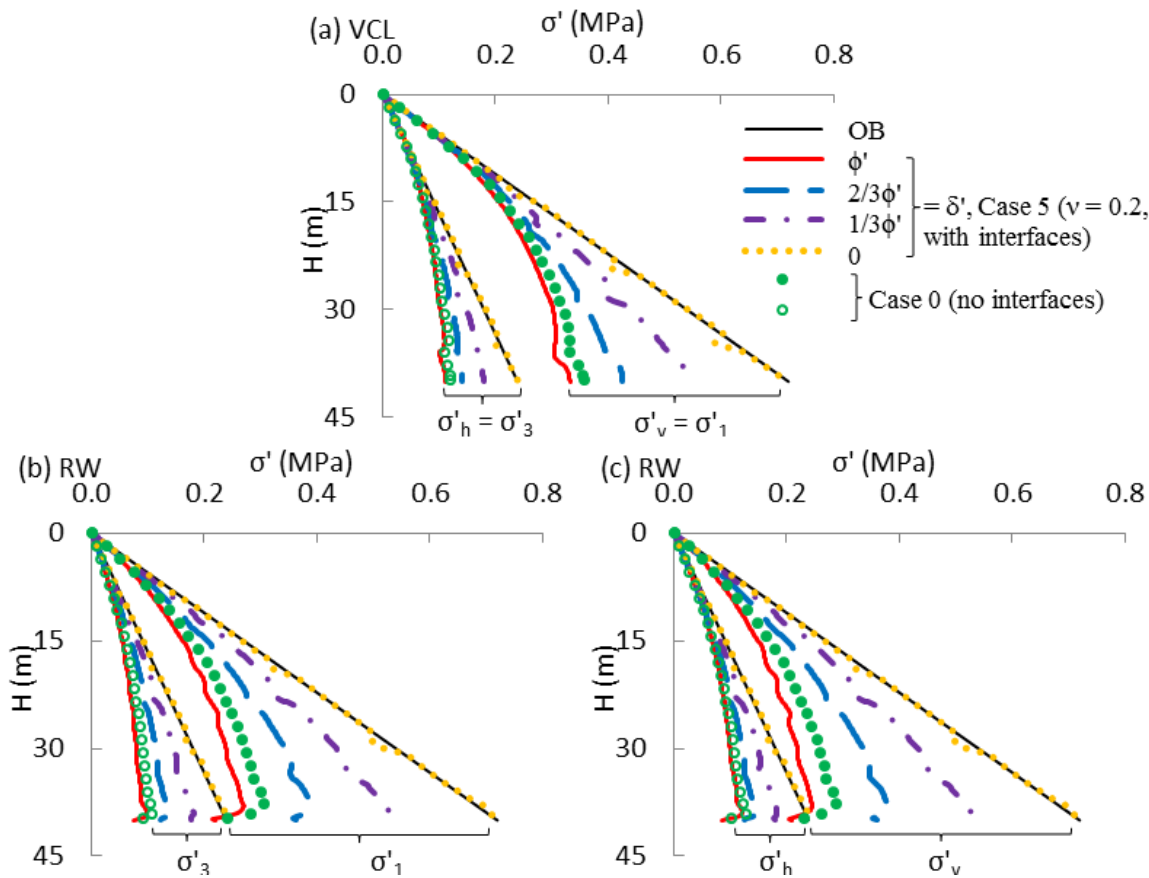 (a) VCL
σ' (MPa)
0.0 0.2 0.4 0.6 0.8
0
15
30
45
H (m)
OB
ϕ'
2/3ϕ'
1/3ϕ'
0
= δ', Case 5 (ν = 0.2,
with interfaces)
Case 0 (no interfaces)
σ'h = σ'3
σ'v = σ'1
(b) RW
σ' (MPa)
0.0 0.2 0.4 0.6 0.8
0
15
30
45
H (m)
σ'3
σ'1
(c) RW
σ' (MPa)
0.0 0.2 0.4 0.6 0.8
0
15
30
45
H (m)
σ'h
σ'v